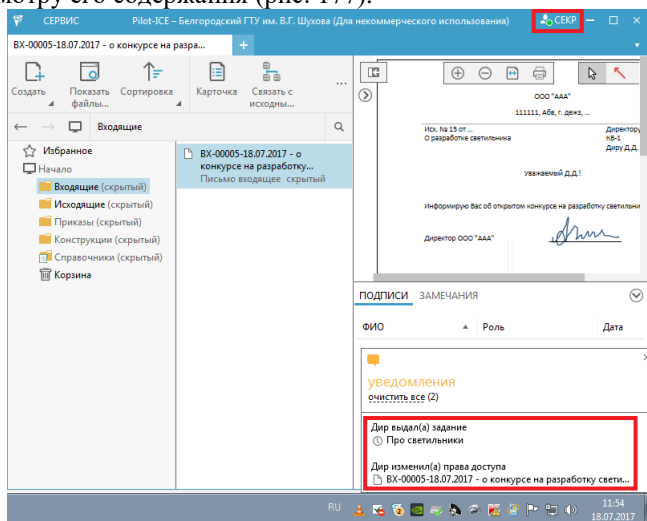 мотру его содержания (рис. 177).
СЕРВИС
Pilot-ICE – Белгородский ГТУ им. В.Г. Шухова (Для некоммерческого использования)
СЕКР
ВХ-00005-18.07.2017 - о конкурсе на разра...
Создать
Показать файлы...
Сортировка
Карточка
Связать с исходны...
...
Входящие
Избранное
Начало
Входящие (скрытый)
Исходящие (скрытый)
Приказы (скрытый)
Конструкции (скрытый)
Справочники (скрытый)
Корзина
ВХ-00005-18.07.2017 - о
конкурсе на разработку...
Письмо входящее скрытый
ООО "ААА"
111111, Абв, г. дежз, ...
Исх. № 15 от ...
О разработке светильника
Директору
КБ-1
Диру Д.Д.
Уважаемый Д.Д.!
Информирую Вас об открытом конкурсе на разработку светильни
Директор ООО "ААА"
ПОДПИСИ ЗАМЕЧАНИЯ
ФИО Роль Дата
уведомления
очистить все (2)
Дир выдал(а) задание
Про светильники
Дир изменил(а) права доступа
ВХ-00005-18.07.2017 - о конкурсе на разработку свети...
RU
11:54
18.07.2017